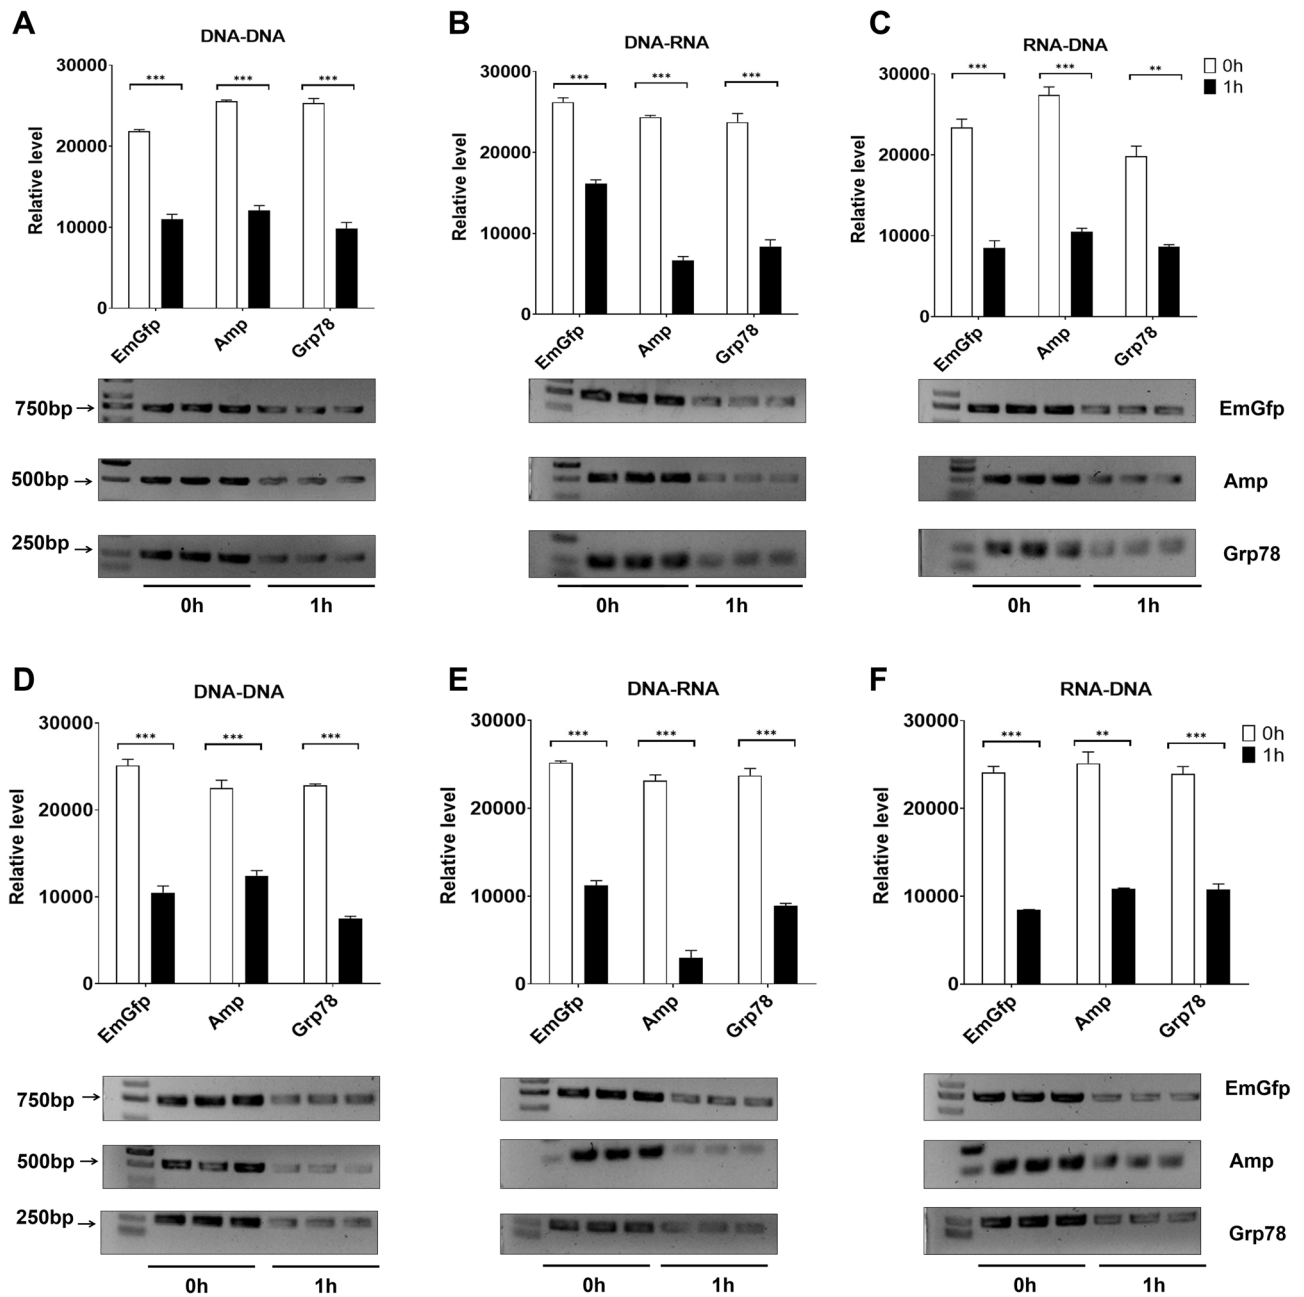 A
DNA-DNA
30000
20000
10000
0
Relative level
***
***
***
EmGfp
Amp
Grp78
B
DNA-RNA
30000
20000
10000
0
Relative level
***
***
***
EmGfp
Amp
Grp78
C
RNA-DNA
30000
20000
10000
0
Relative level
***
***
**
0h
1h
EmGfp
Amp
Grp78
750bp
EmGfp
500bp
Amp
250bp
Grp78
0h
1h
0h
1h
0h
1h
D
DNA-DNA
30000
20000
10000
0
Relative level
***
***
***
EmGfp
Amp
Grp78
E
DNA-RNA
30000
20000
10000
0
Relative level
***
***
***
EmGfp
Amp
Grp78
F
RNA-DNA
30000
20000
10000
0
Relative level
***
**
***
0h
1h
EmGfp
Amp
Grp78
750bp
EmGfp
500bp
Amp
250bp
Grp78
0h
1h
0h
1h
0h
1h